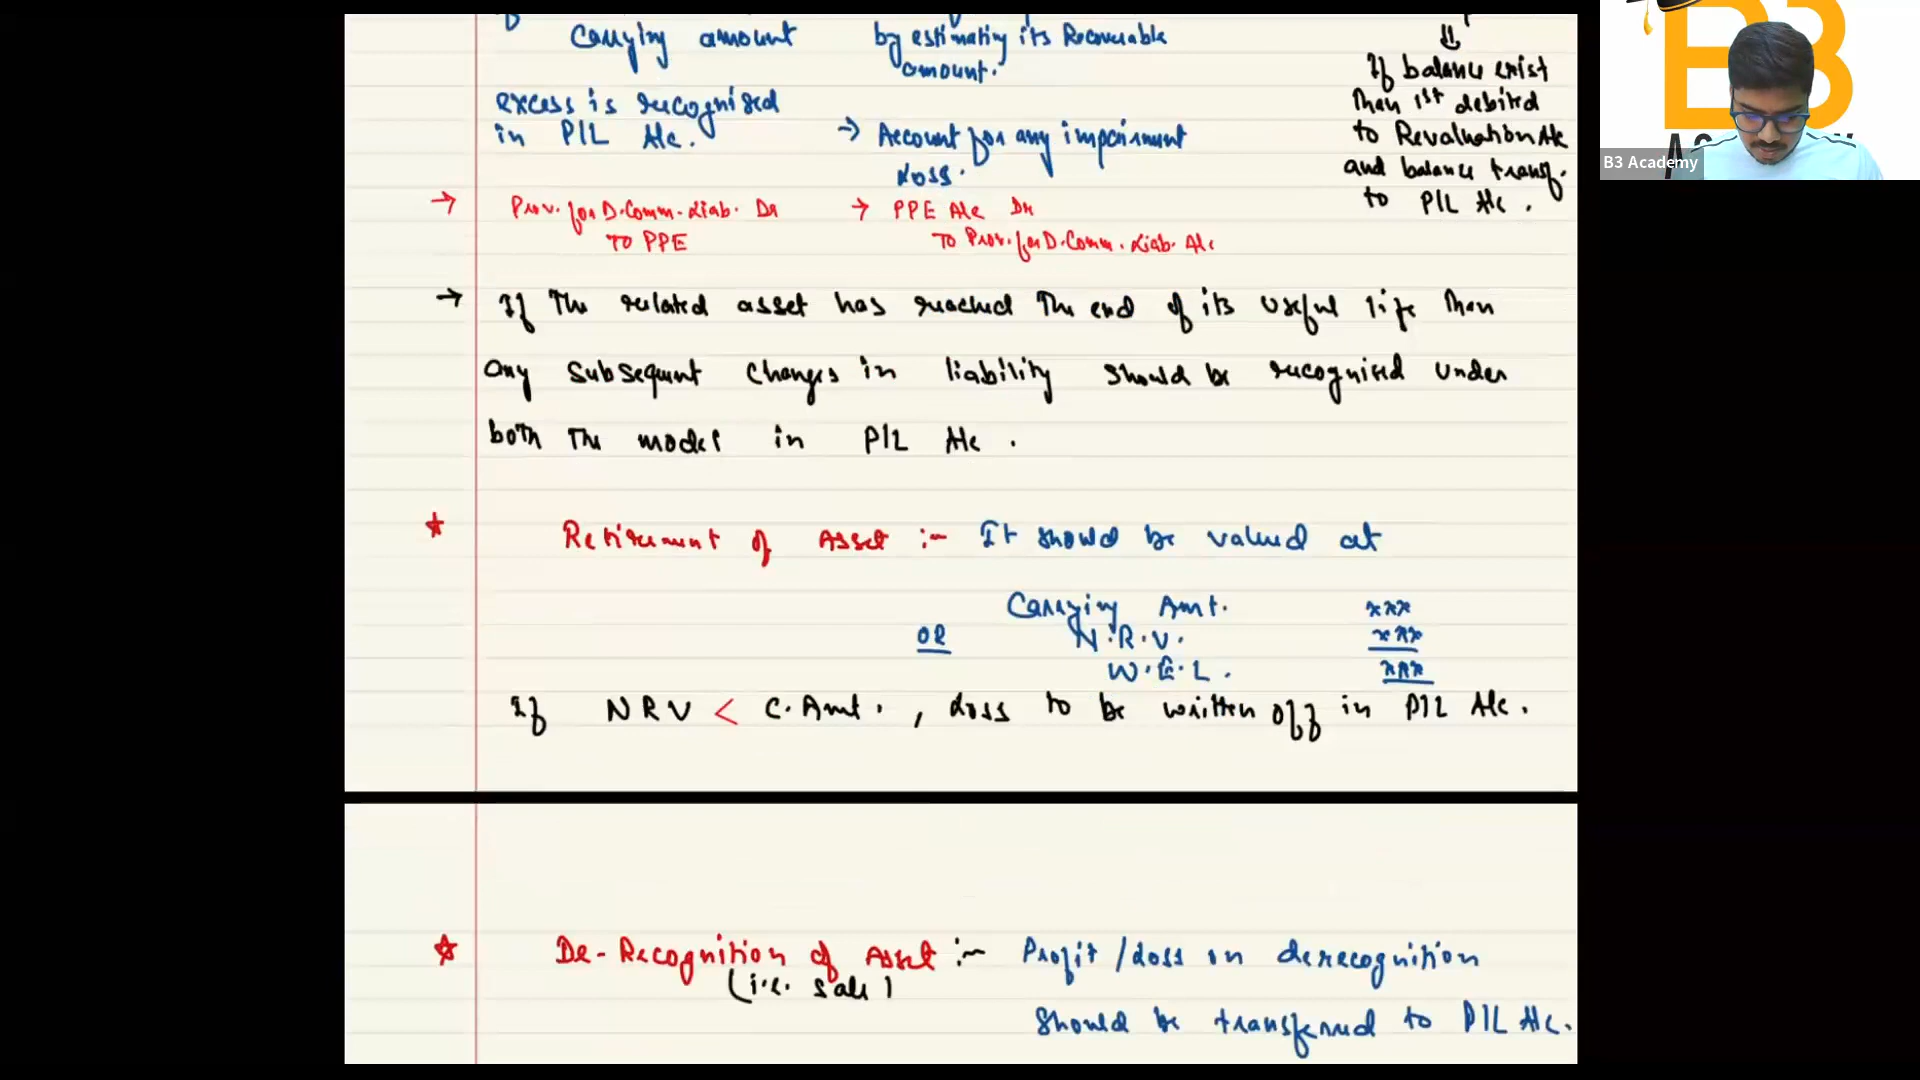 Carrying amount
by estimating its Recoverable
amount.
excess is recognised
in P/L A/c.
→ Account for any impairment
loss.
⇓
If balance exist
Then 1st debited
to Revaluation A/c
and balance transf.
to P/L A/c.
→ Prov. for D.Comm. Liab. Dr
To PPE
→ PPE A/c Dr
To Prov. for D.Comm. Liab. A/c
→ If The related asset has reached The end of its useful life Then
any subsequent changes in liability should be recognised under
both The model in P/L A/c.
* Retirement of Asset :- It should be valued at
Carrying Amt. xxx
OR N.R.V. xxx
W.E.L. xxx
If NRV < C.Amt., Loss to be written off in P/L A/c.
* De-Recognition of Asset :- Profit/Loss on derecognition
(i.e. sale)
should be transferred to P/L A/c.
B3
B3 Academy